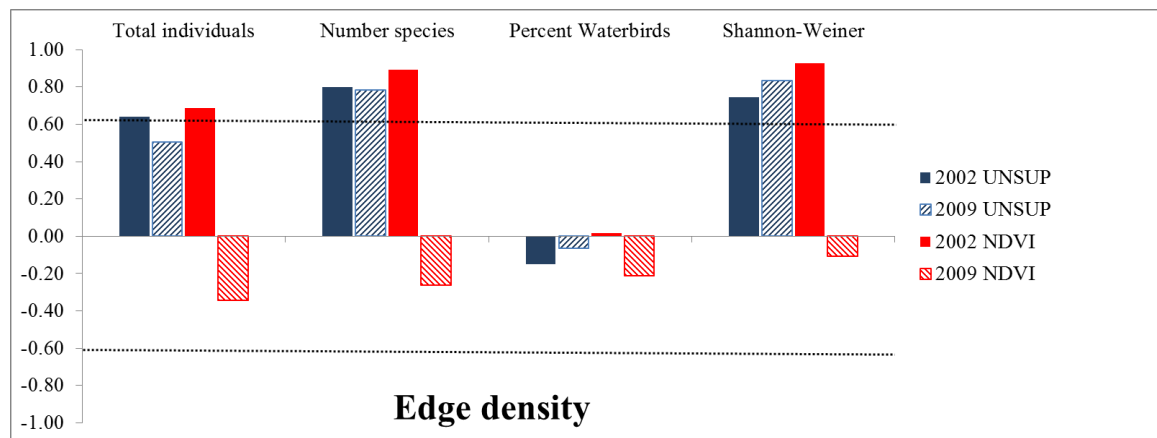 Total individuals Number species Percent Waterbirds Shannon-Weiner
1.00
0.80
0.60
0.40
0.20
0.00
-0.20
-0.40
-0.60
-0.80
-1.00
2002 UNSUP
2009 UNSUP
2002 NDVI
2009 NDVI
Edge density